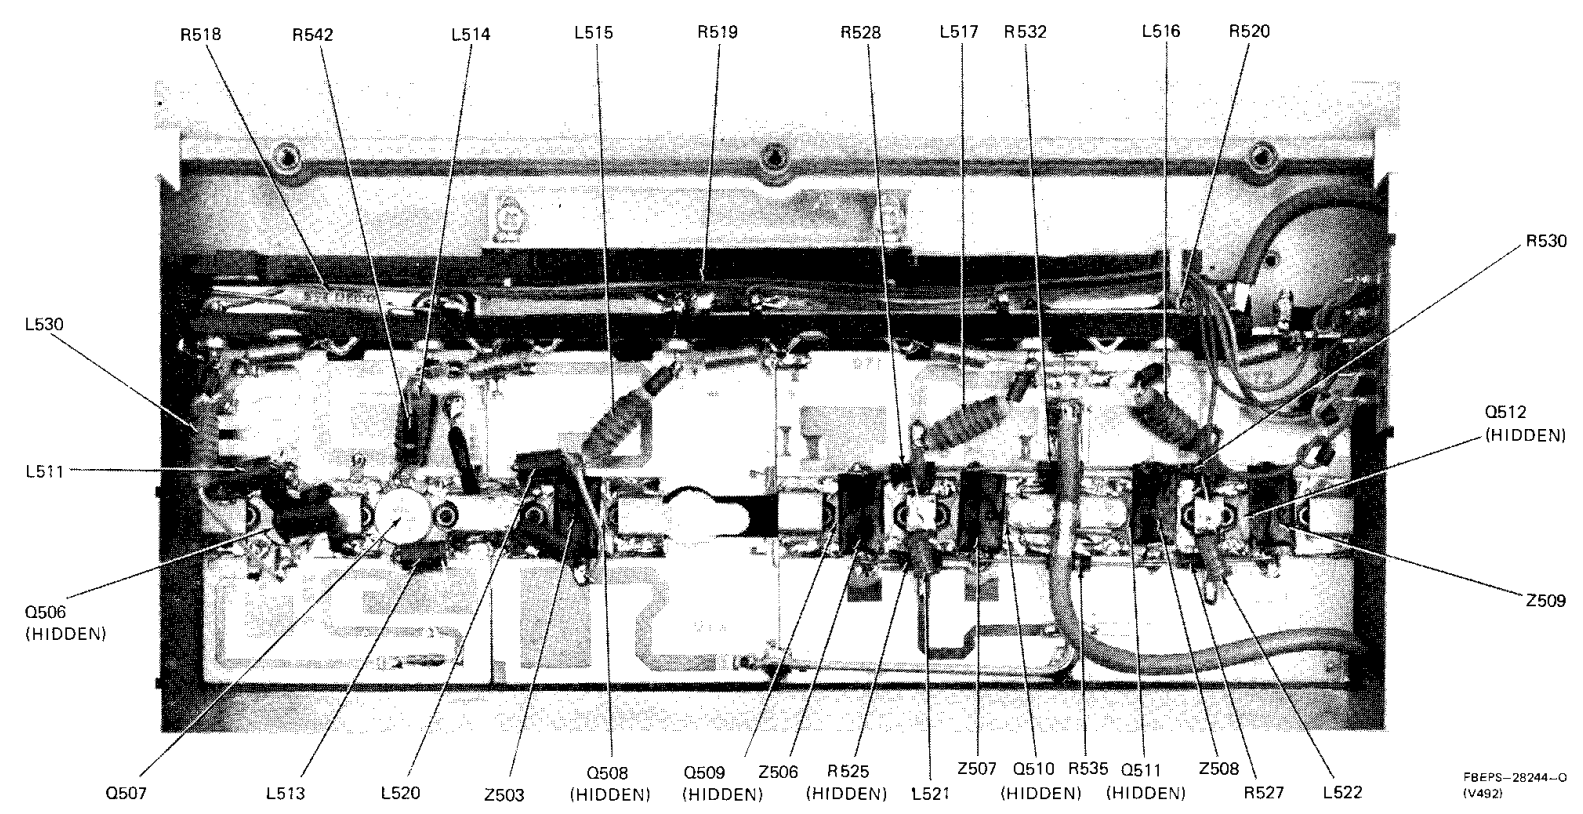 R518 R542 L514 L515 R519 R528 L517 R532 L516 R520
R530
L530
Q512
(HIDDEN)
L511
Q506
(HIDDEN)
Z509
Q507 L513 L520 Z503
Q508
(HIDDEN)
Q509
(HIDDEN)
Z506
R525
(HIDDEN)
L521
Z507
Q510
(HIDDEN)
R535
Q511
(HIDDEN)
Z508
R527
L522
FBEPS-28244-O
(V492)